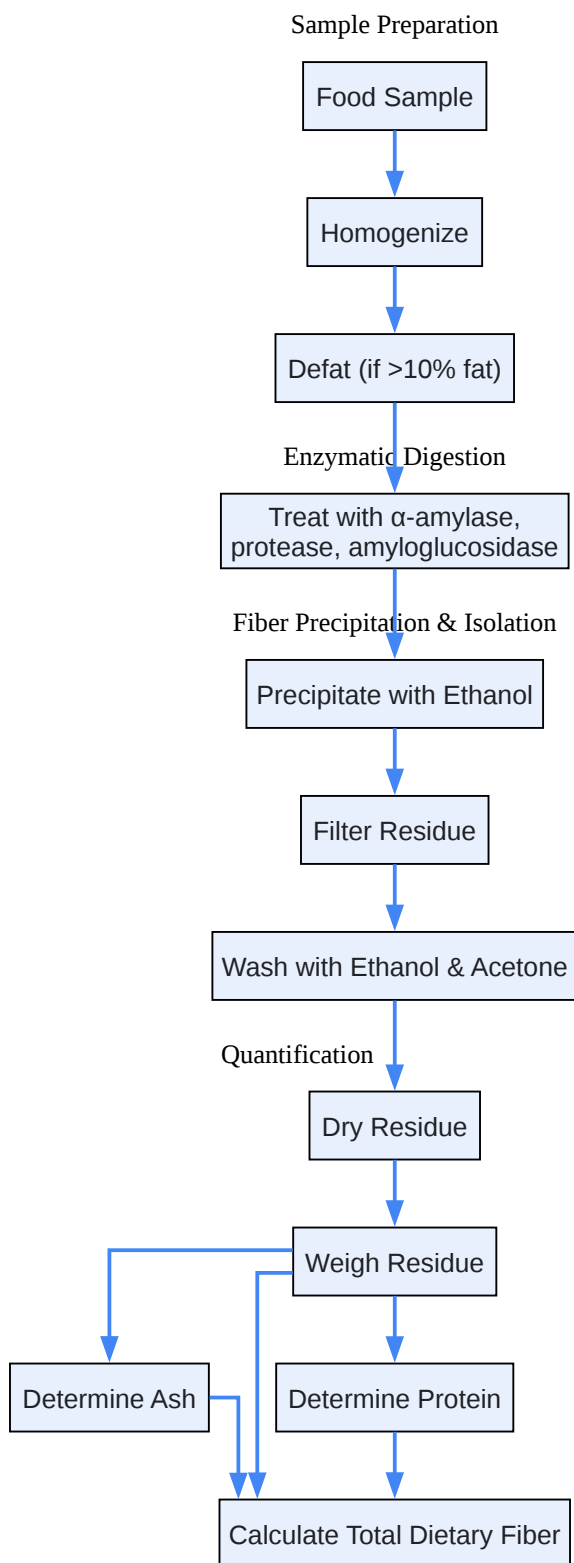 Sample Preparation
Food Sample
Homogenize
Defat (if >10% fat)
Enzymatic Digestion
Treat with α-amylase,
protease, amyloglucosidase
Fiber Precipitation & Isolation
Precipitate with Ethanol
Filter Residue
Wash with Ethanol & Acetone
Quantification
Dry Residue
Weigh Residue
Determine Ash
Determine Protein
Calculate Total Dietary Fiber